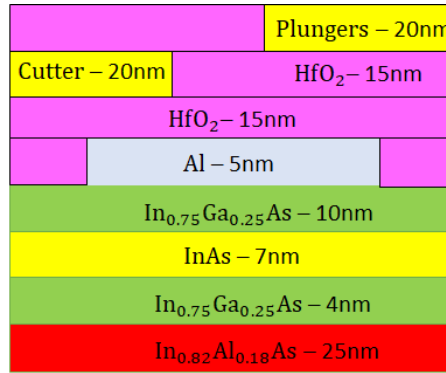 Plungers – 20nm
Cutter – 20nm
HfO₂– 15nm
HfO₂– 15nm
Al – 5nm
In₀.₇₅Ga₀.₂₅As – 10nm
InAs – 7nm
In₀.₇₅Ga₀.₂₅As – 4nm
In₀.₈₂Al₀.₁₈As – 25nm